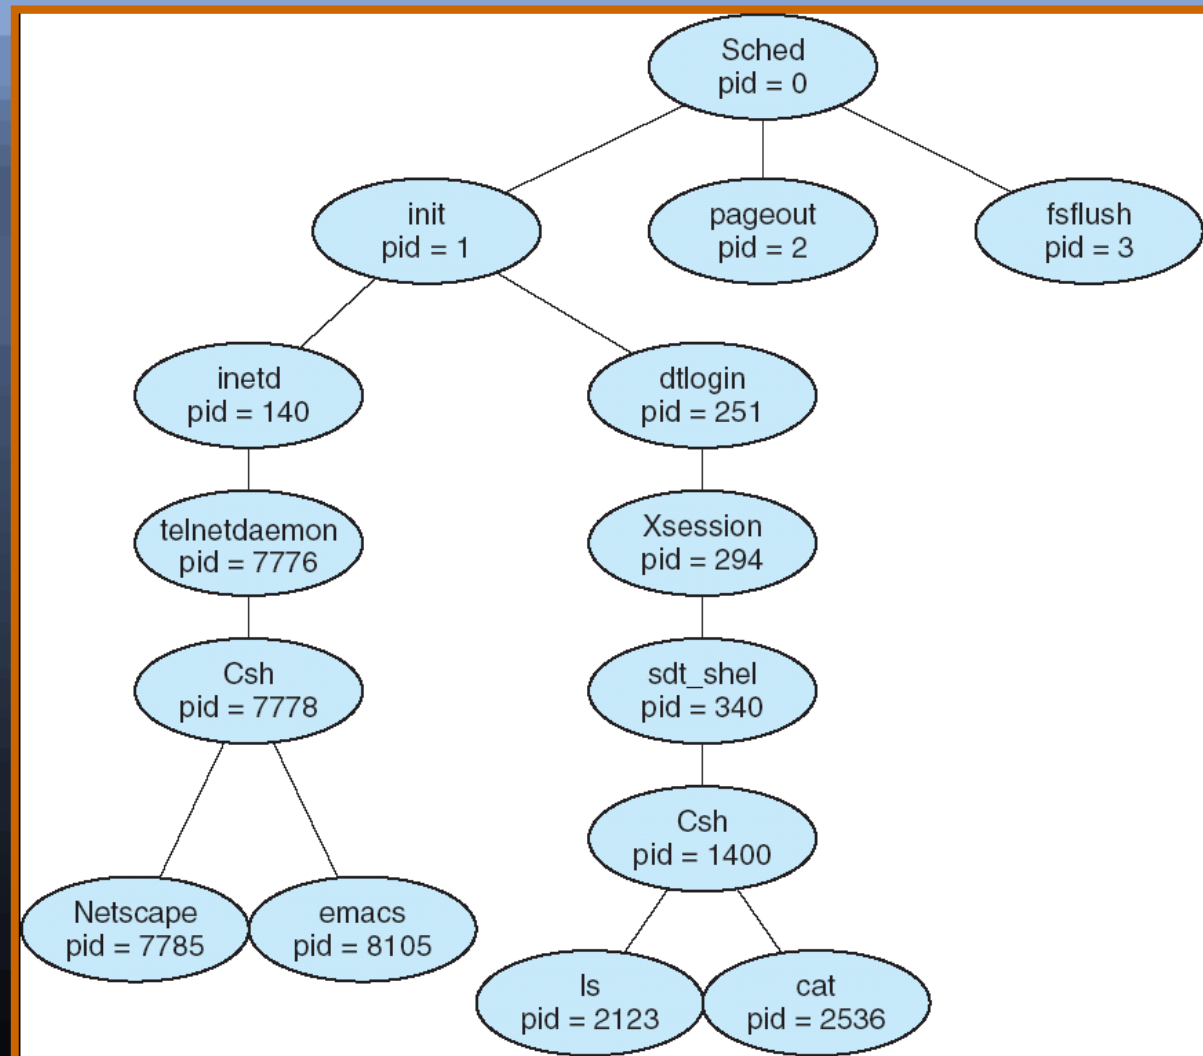 Sched
pid = 0
init
pid = 1
pageout
pid = 2
fsflush
pid = 3
inetd
pid = 140
dtlogin
pid = 251
telnetdaemon
pid = 7776
Xsession
pid = 294
Csh
pid = 7778
sdt_shel
pid = 340
Csh
pid = 1400
Netscape
pid = 7785
emacs
pid = 8105
ls
pid = 2123
cat
pid = 2536